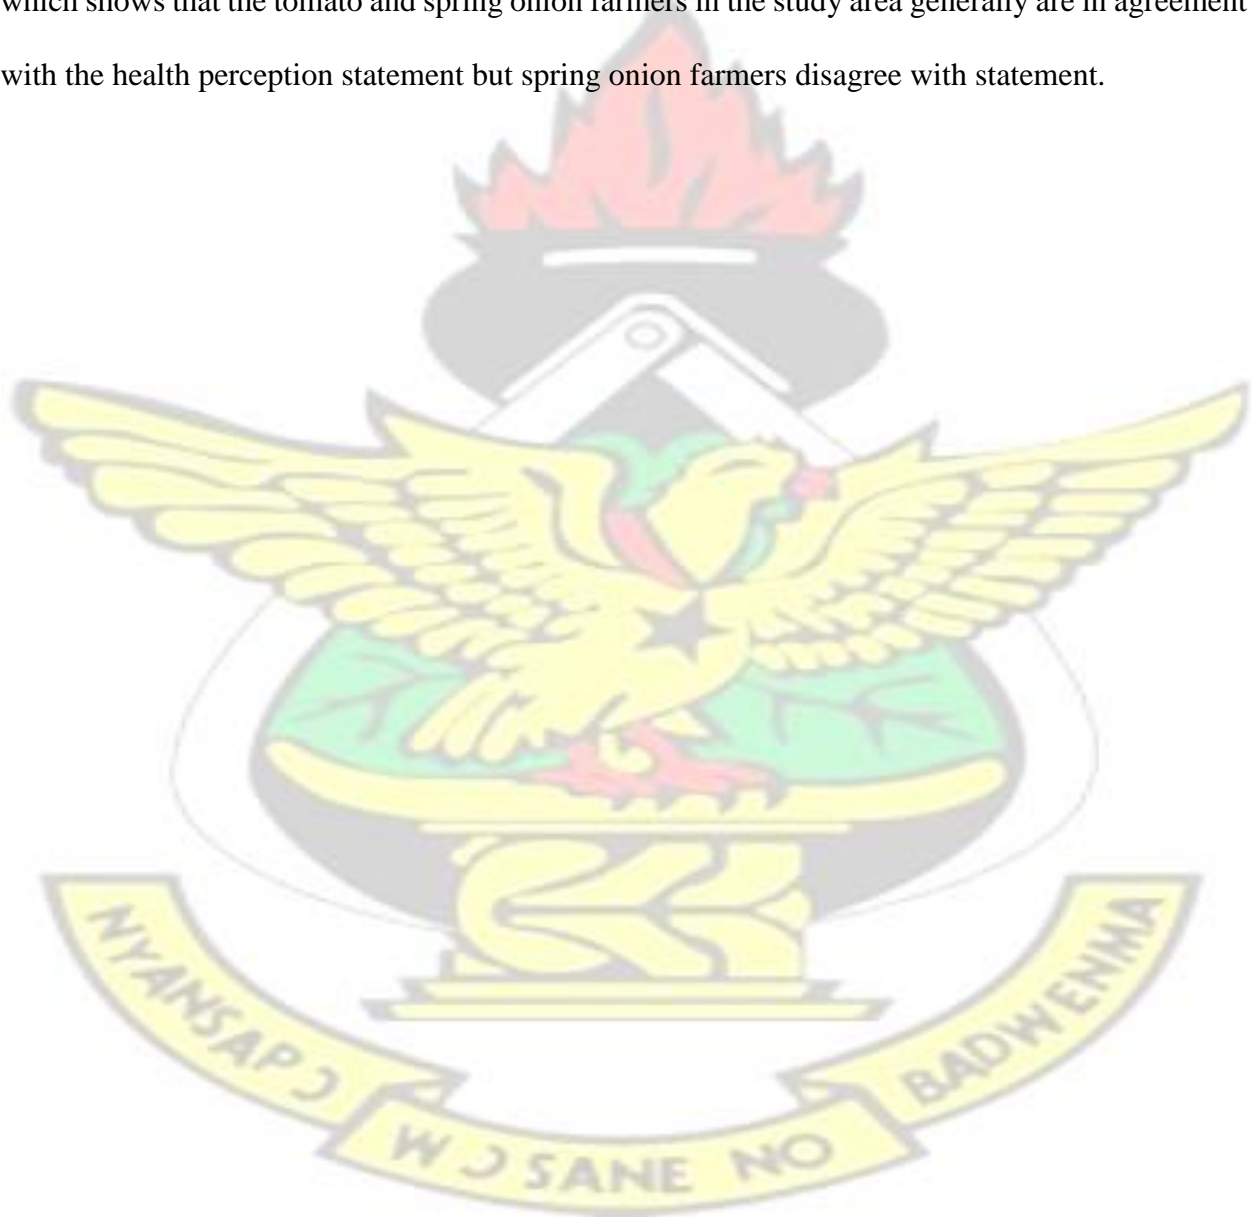 which shows that the tomato and spring onion farmers in the study area generally are in agreement
with the health perception statement but spring onion farmers disagree with statement.
NYANSAPƆ
WƆ SANE NO
BADWENMA